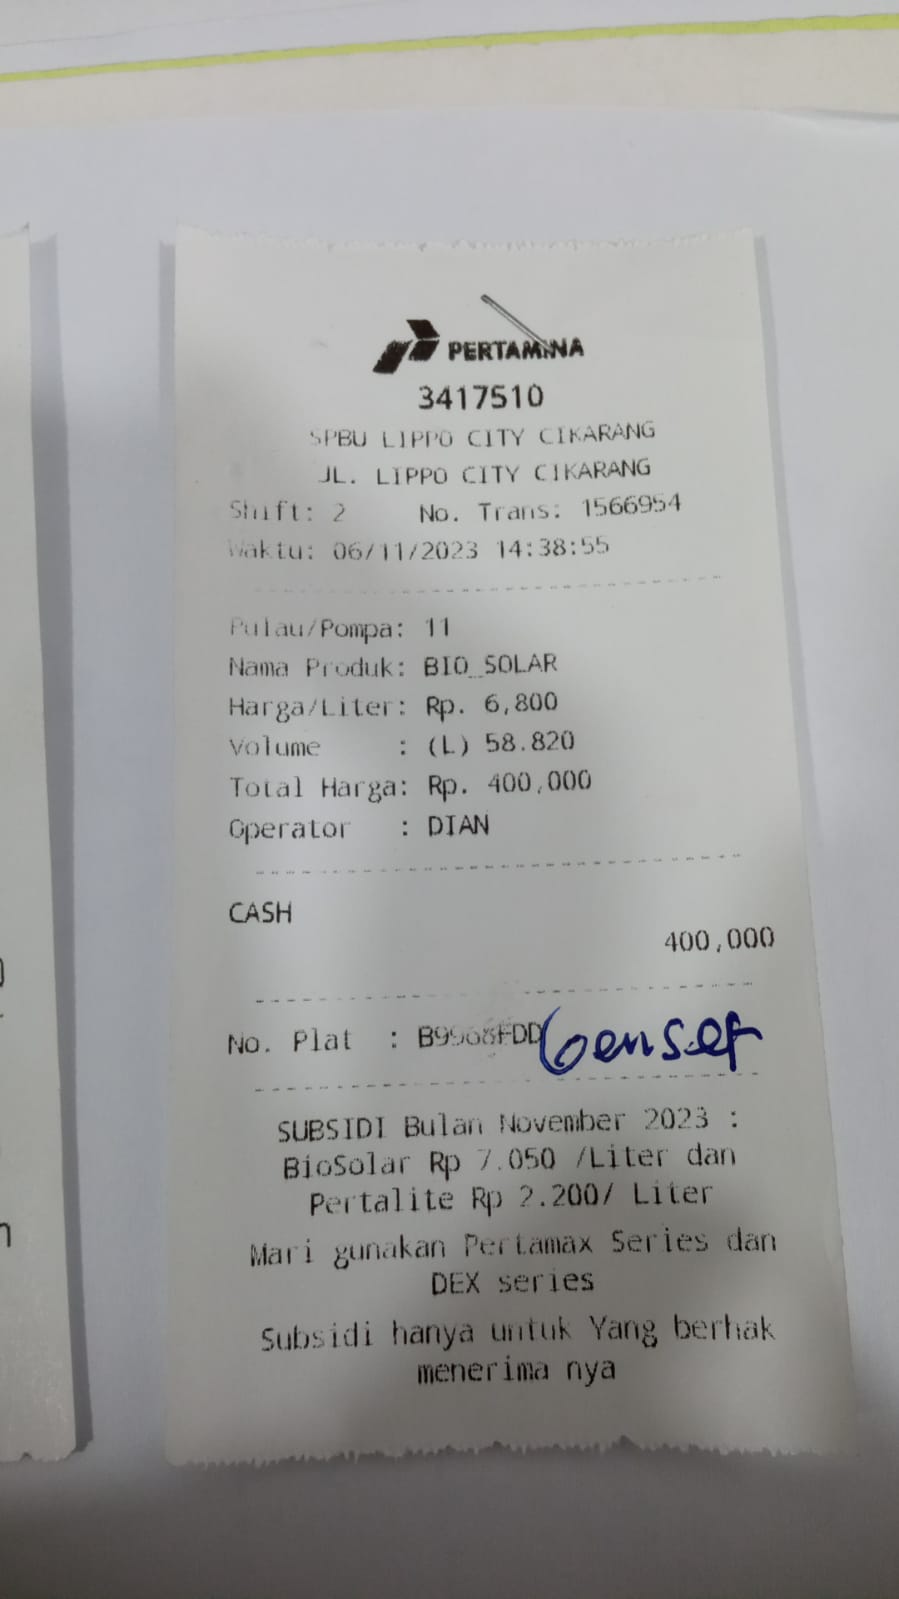 PERTAMINA
3417510
SPBU LIPPO CITY CIKARANG
JL. LIPPO CITY CIKARANG
Shift: 2 No. Trans: 1566954
Waktu: 06/11/2023 14:38:55
Pulau/Pompa: 11
Nama Produk: BIO_SOLAR
Harga/Liter: Rp. 6,800
Volume : (L) 58.820
Total Harga: Rp. 400,000
Operator : DIAN
CASH
400,000
No. Plat : B9968FDD Genset
SUBSIDI Bulan November 2023 :
BioSolar Rp 7.050 /Liter dan
Pertalite Rp 2.200/ Liter
Mari gunakan Pertamax Series dan
DEX series
Subsidi hanya untuk Yang berhak
menerima nya